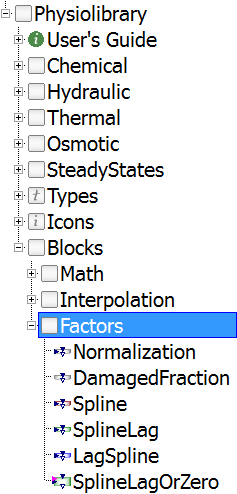 Physiolibrary
User's Guide
Chemical
Hydraulic
Thermal
Osmotic
SteadyStates
Types
Icons
Blocks
Math
Interpolation
Factors
Normalization
DamagedFraction
Spline
SplineLag
LagSpline
SplineLagOrZero